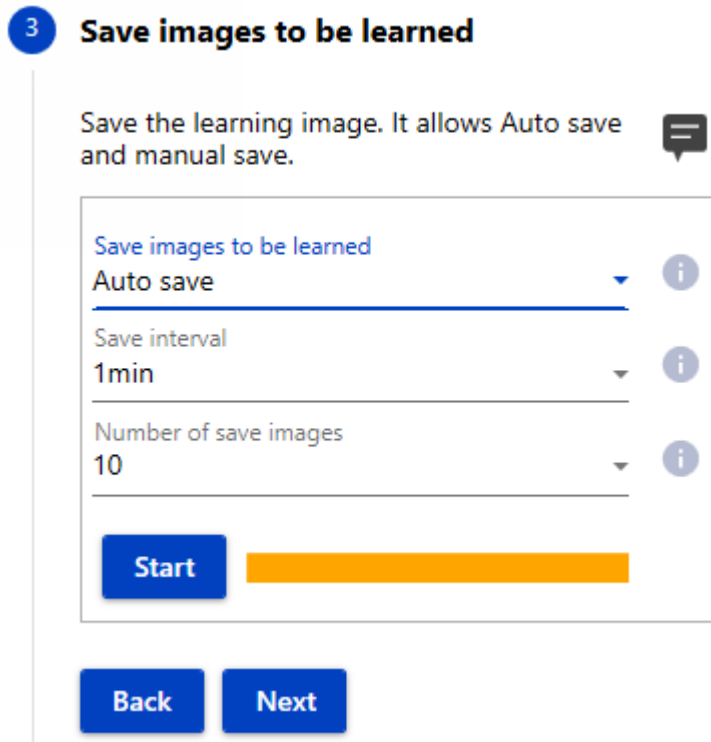 3
Save images to be learned
Save the learning image. It allows Auto save
and manual save.
Save images to be learned
Auto save
Save interval
1min
Number of save images
10
Start
Back Next